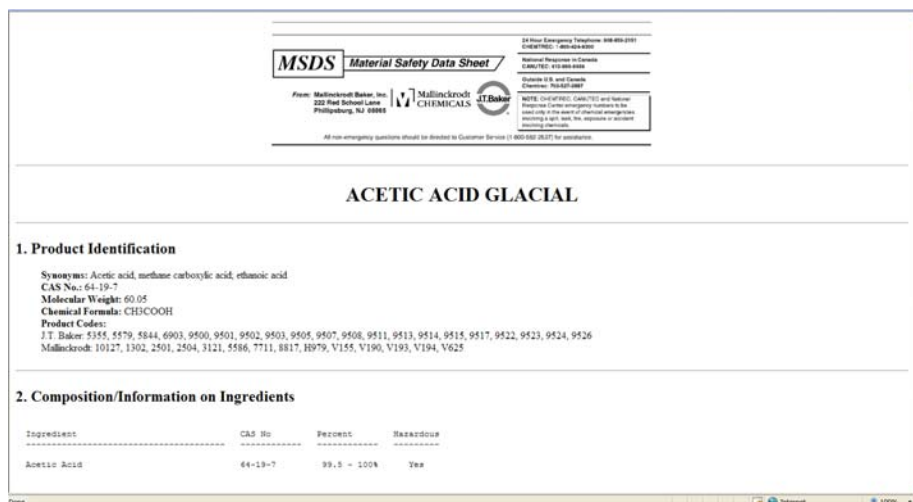 MSDS Material Safety Data Sheet
From: Mallinckrodt Baker, Inc.
222 Red School Lane
Phillipsburg, NJ 08865
Mallinckrodt
CHEMICALS
J.T.Baker
24 Hour Emergency Telephone: 908-859-2151
CHEMTREC: 1-800-424-9300
National Response in Canada
CANUTEC: 613-996-6666
Outside U.S. and Canada
Chemtrec: 703-527-3887
NOTE: CHEMTREC, CANUTEC and National
Response Center emergency numbers to be
used only in the event of chemical emergencies
involving a spill, leak, fire, exposure or accident
involving chemicals.
All non-emergency questions should be directed to Customer Service (1-800-582-2537) for assistance.
ACETIC ACID GLACIAL
1. Product Identification
Synonyms: Acetic acid, methane carboxylic acid; ethanoic acid
CAS No.: 64-19-7
Molecular Weight: 60.05
Chemical Formula: CH3COOH
Product Codes:
J.T. Baker: 5355, 5579, 5844, 6903, 9500, 9501, 9502, 9503, 9505, 9507, 9508, 9511, 9513, 9514, 9515, 9517, 9522, 9523, 9524, 9526
Mallinckrodt: 10127, 1302, 2501, 2504, 3121, 5586, 7711, 8817, H979, V155, V190, V193, V194, V625
2. Composition/Information on Ingredients
Ingredient CAS No Percent Hazardous
Acetic Acid 64-19-7 99.5 - 100% Yes
Done Internet 100%